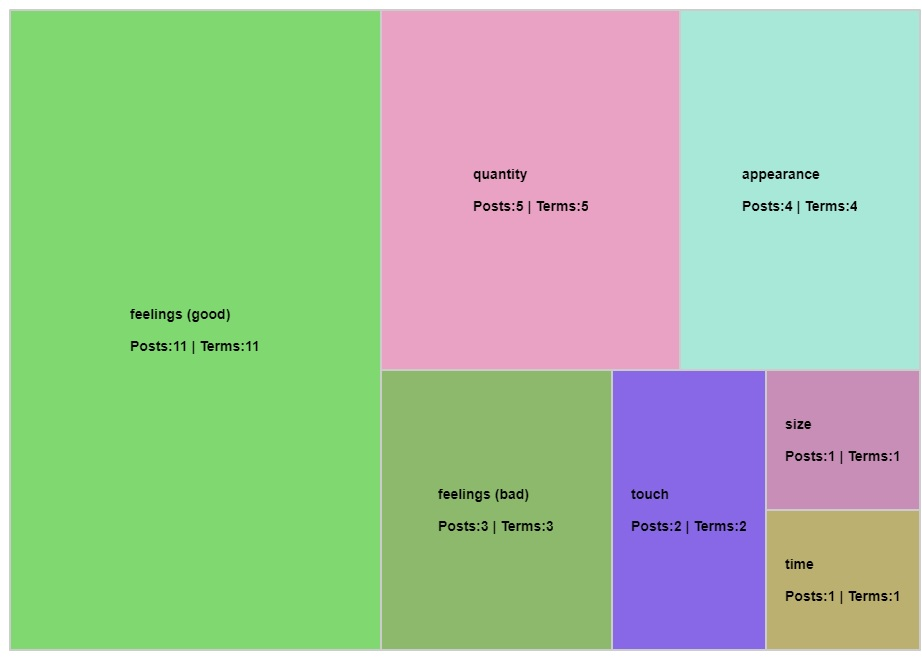 feelings (good)
Posts:11 | Terms:11
quantity
Posts:5 | Terms:5
appearance
Posts:4 | Terms:4
feelings (bad)
Posts:3 | Terms:3
touch
Posts:2 | Terms:2
size
Posts:1 | Terms:1
time
Posts:1 | Terms:1